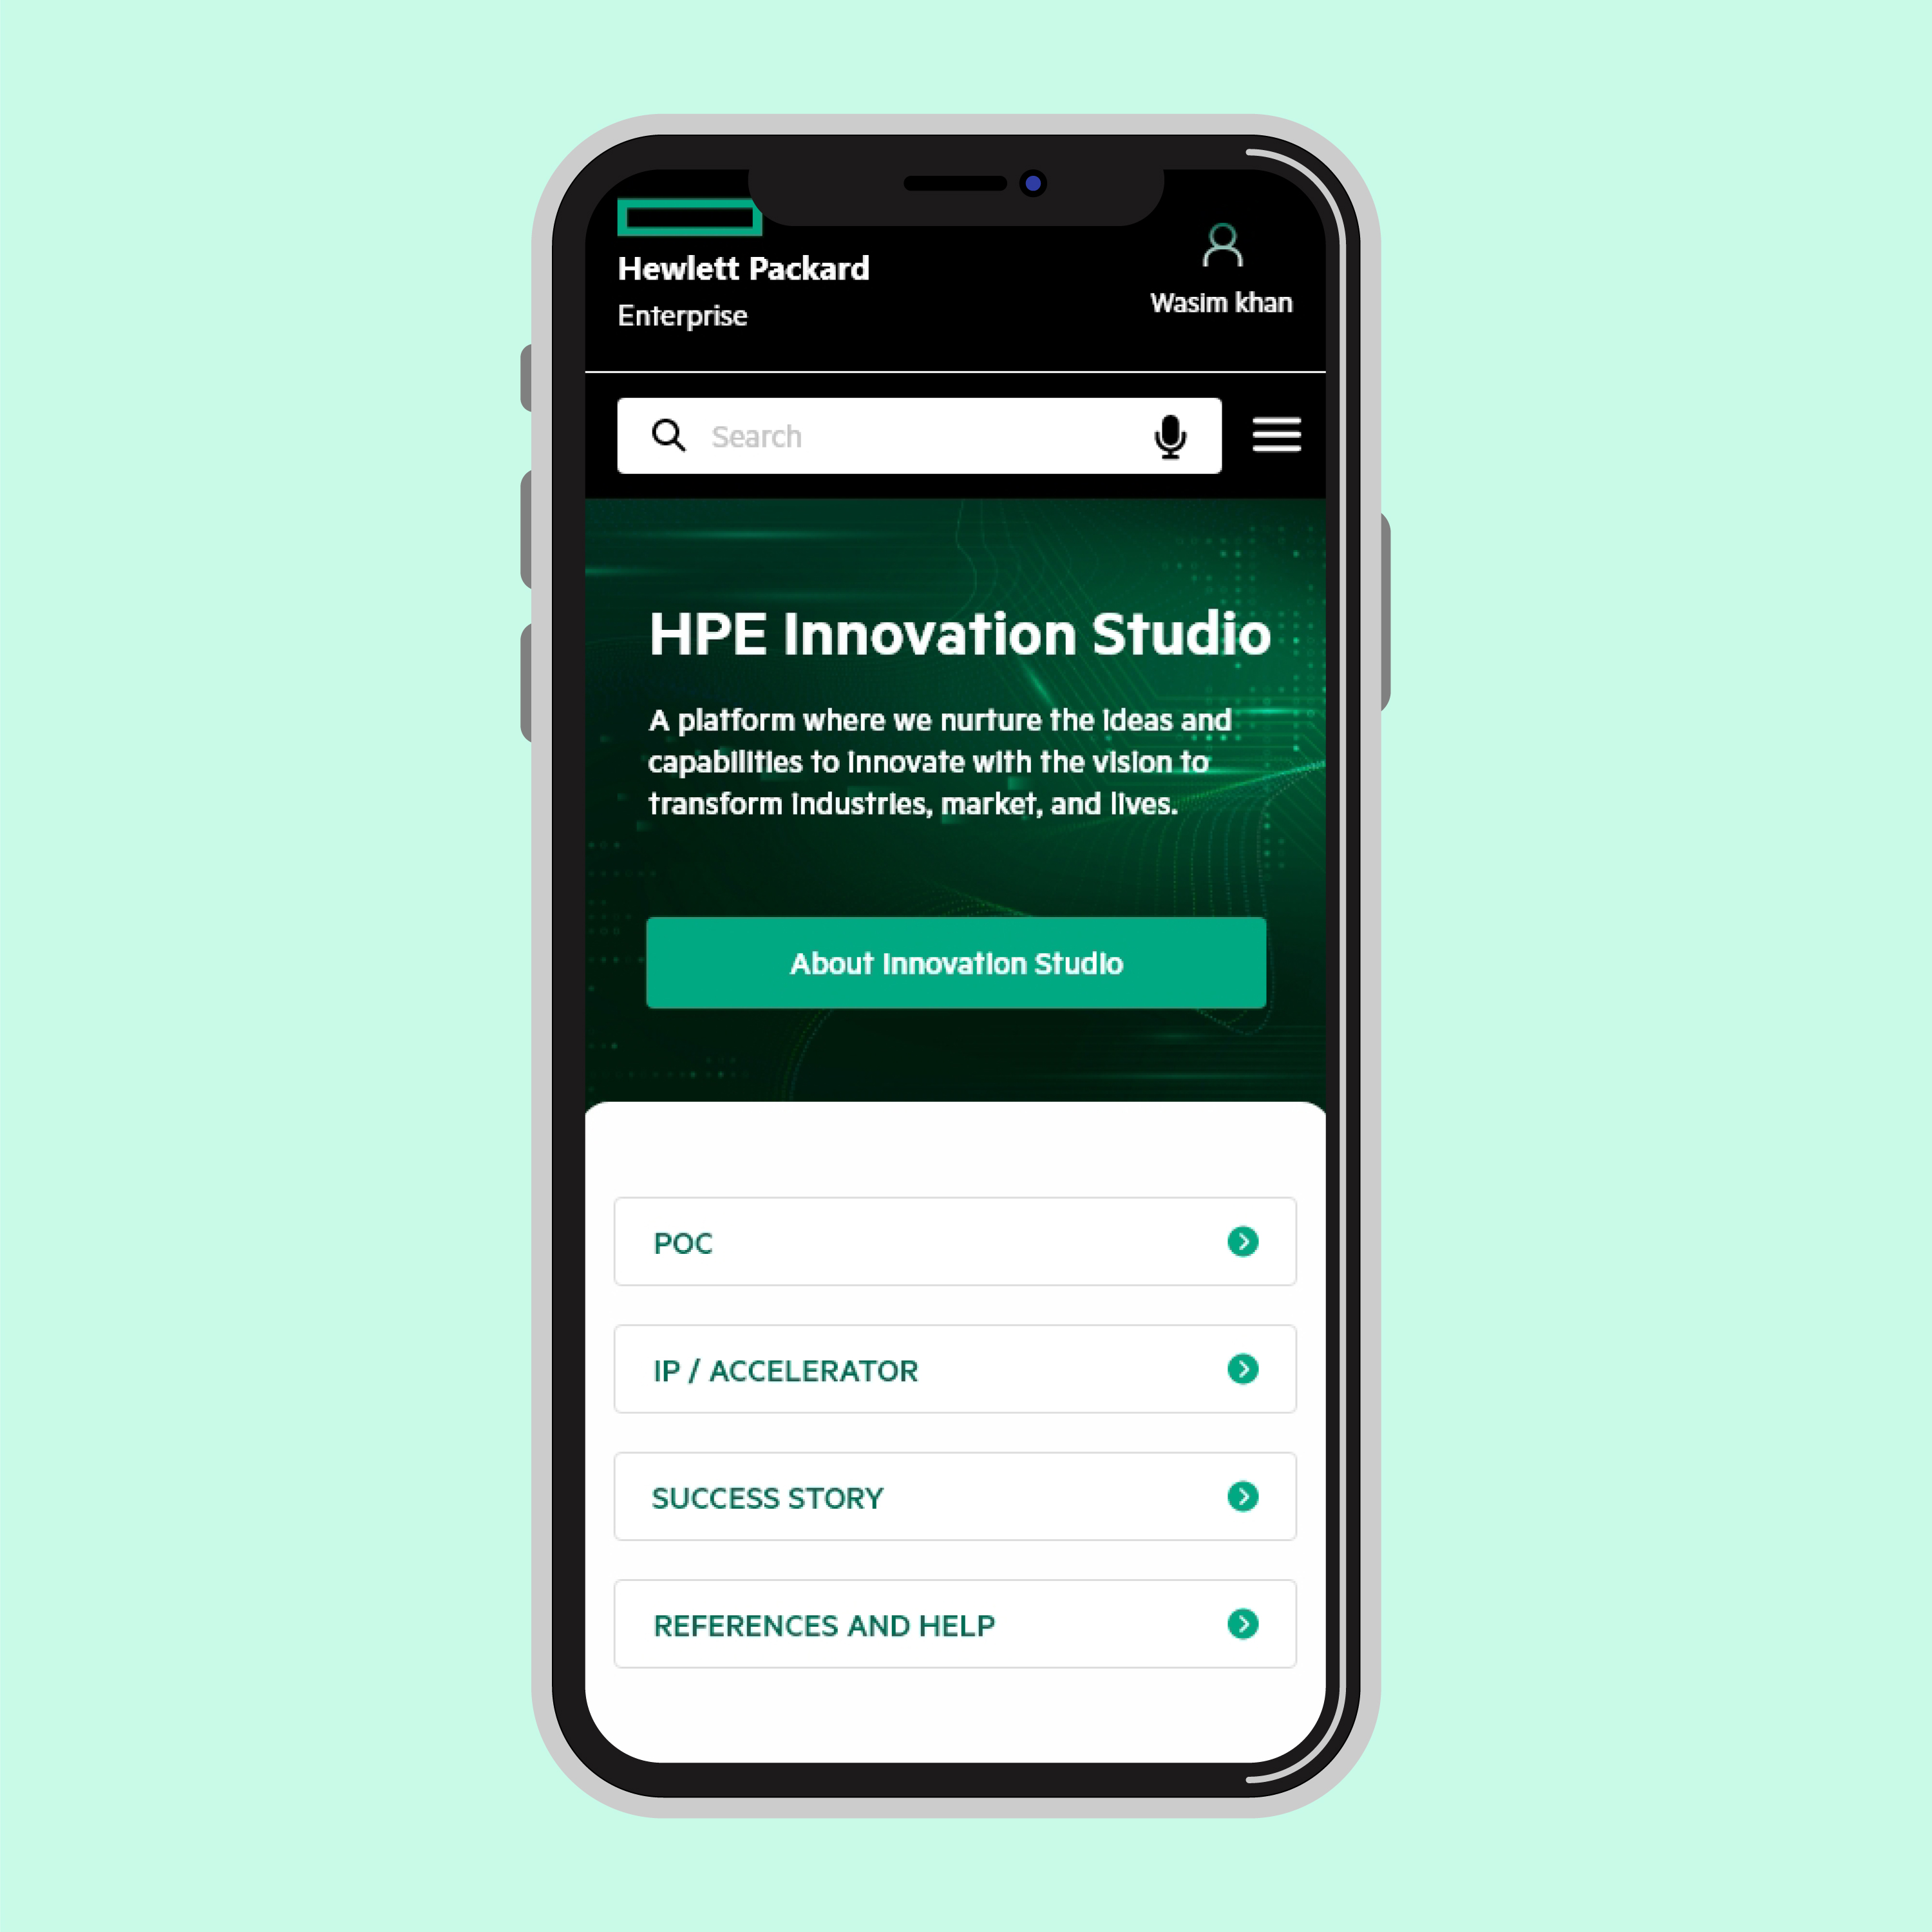 Hewlett Packard
Enterprise
Wasim khan
Search
HPE Innovation Studio
A platform where we nurture the ideas and
capabilities to innovate with the vision to
transform industries, market, and lives.
About Innovation Studio
POC
IP / ACCELERATOR
SUCCESS STORY
REFERENCES AND HELP